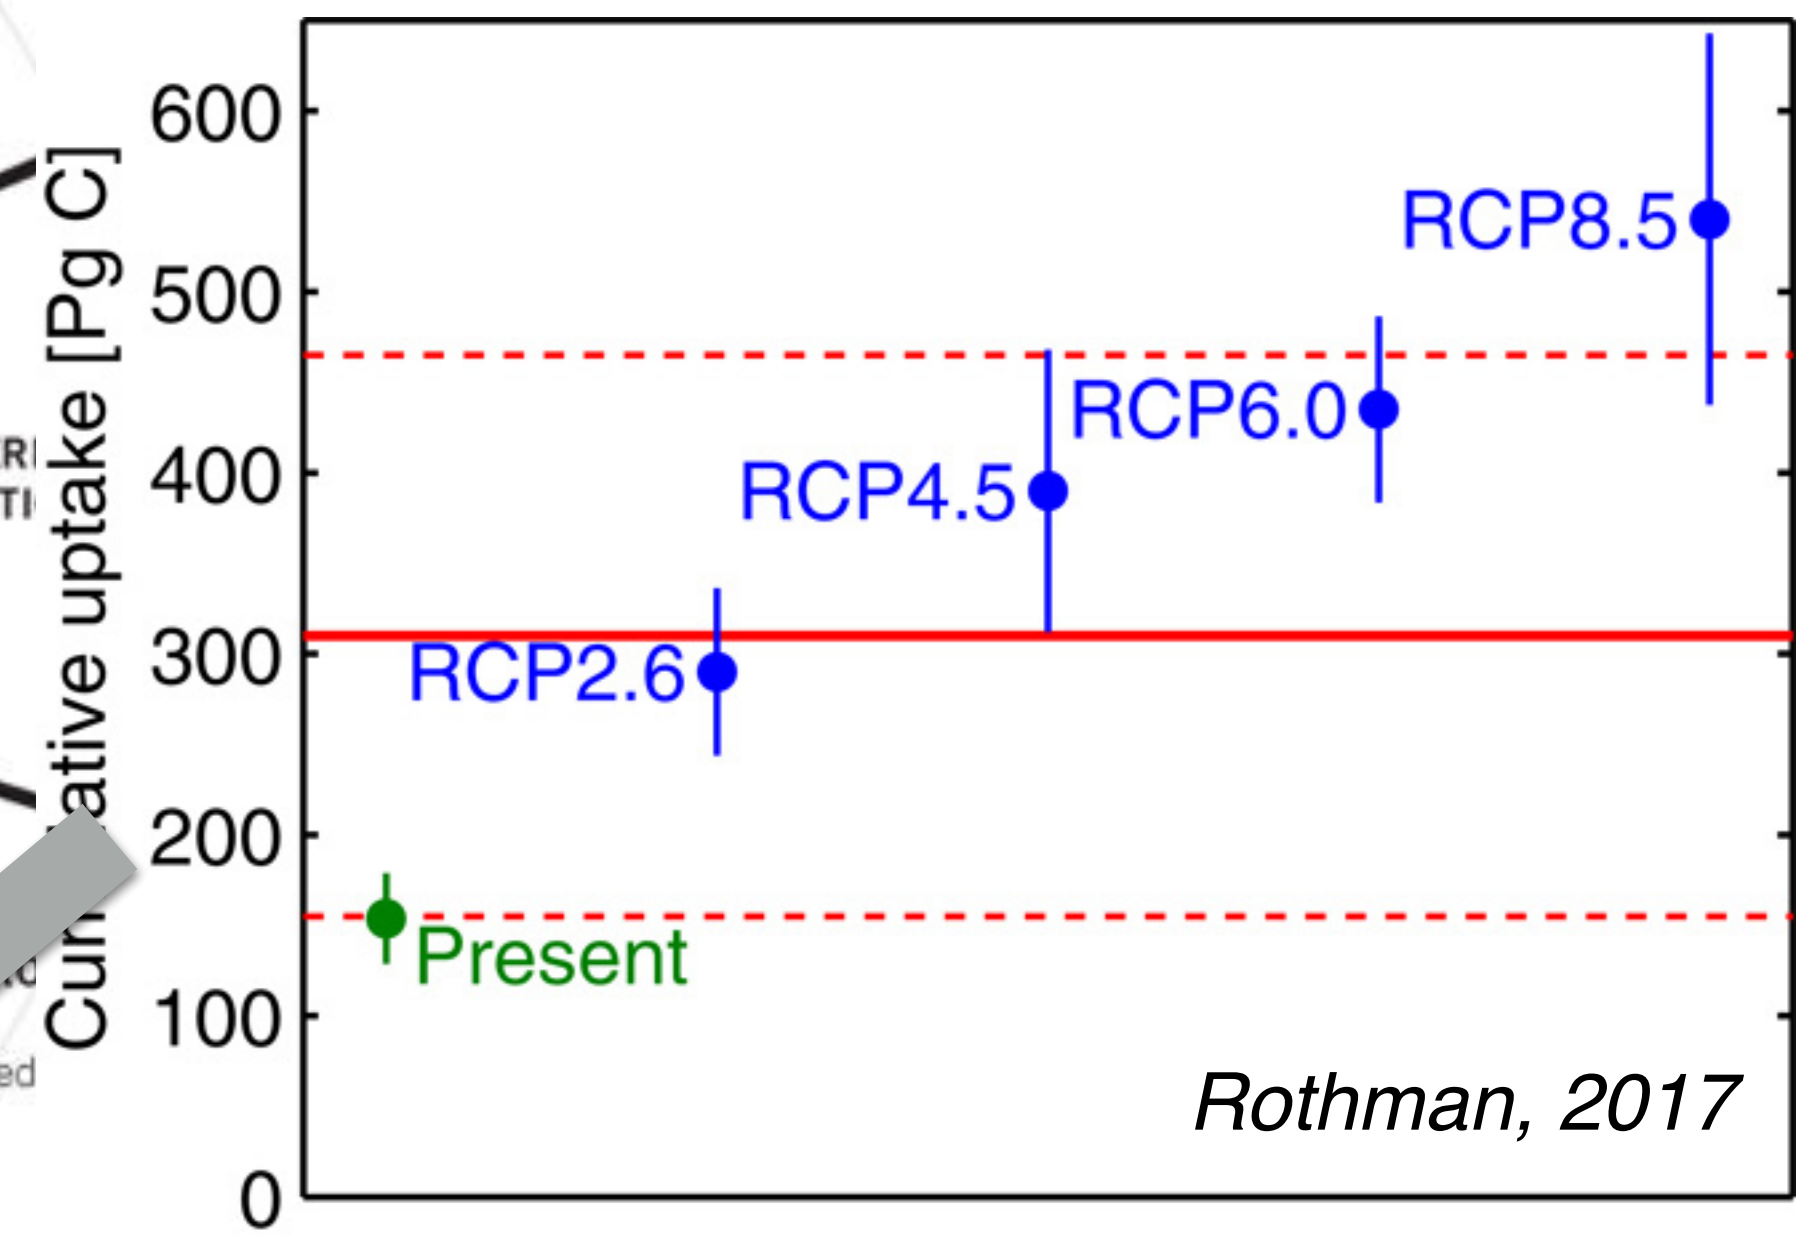 Cumulative uptake [Pg C]
600
500
400
300
200
100
0
RCP8.5
RCP6.0
RCP4.5
RCP2.6
Present
Rothman, 2017
ed